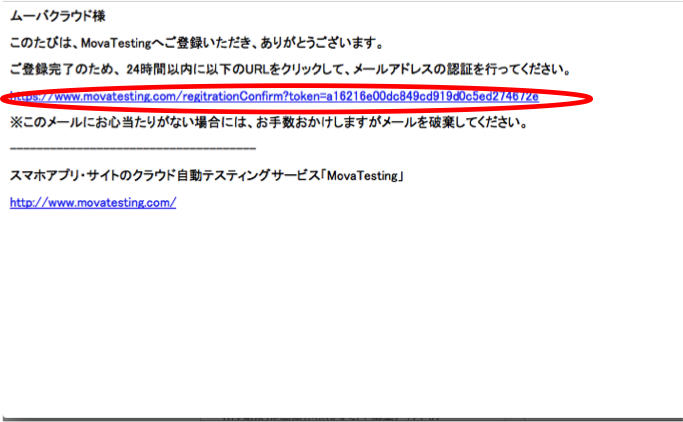 ムーバクラウド様
このたびは、MovaTestingへご登録いただき、ありがとうございます。
ご登録完了のため、24時間以内に以下のURLをクリックして、メールアドレスの認証を行ってください。
https://www.movatesting.com/regitrationConfirm?token=a16216e00dc849cd919d0c5ed274672e
※このメールにお心当たりがない場合には、お手数おかけしますがメールを破棄してください。
--------------------------------------
スマホアプリ・サイトのクラウド自動テスティングサービス「MovaTesting」
http://www.movatesting.com/